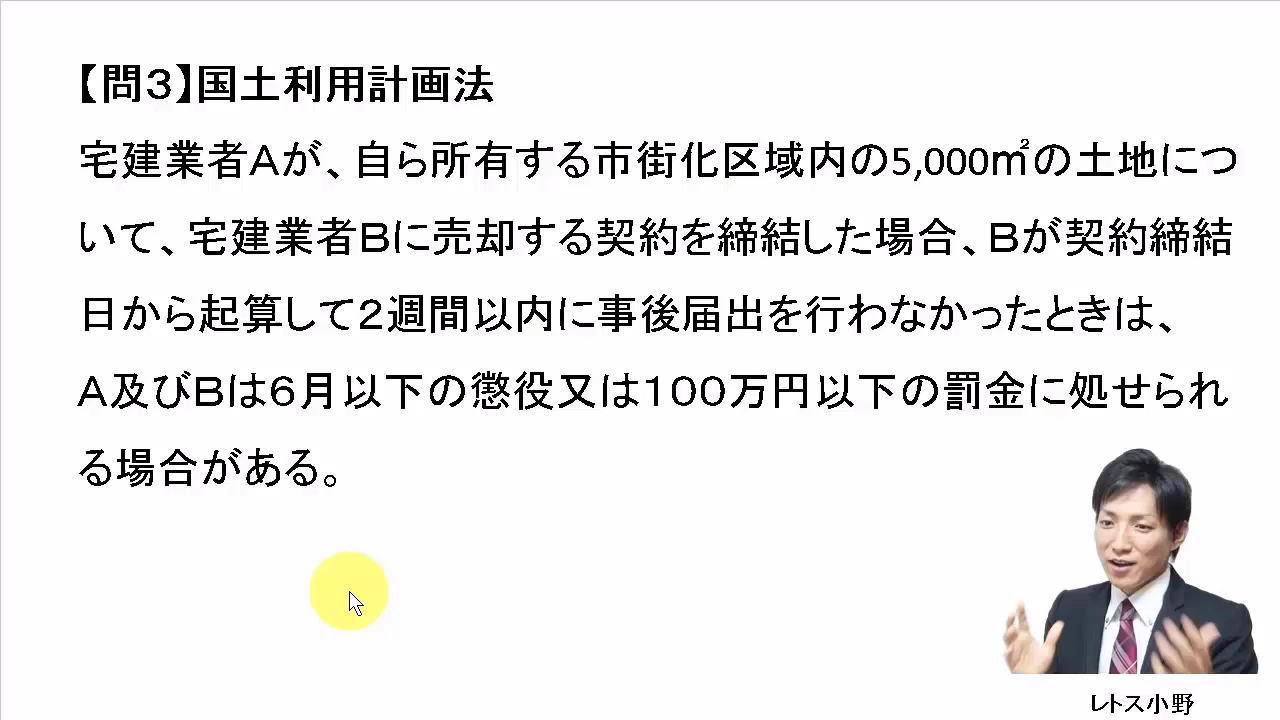 【問3】国土利用計画法
宅建業者Aが、自ら所有する市街化区域内の5,000㎡の土地につ
いて、宅建業者Bに売却する契約を締結した場合、Bが契約締結
日から起算して2週間以内に事後届出を行わなかったときは、
A及びBは6月以下の懲役又は100万円以下の罰金に処せられ
る場合がある。
レトス小野